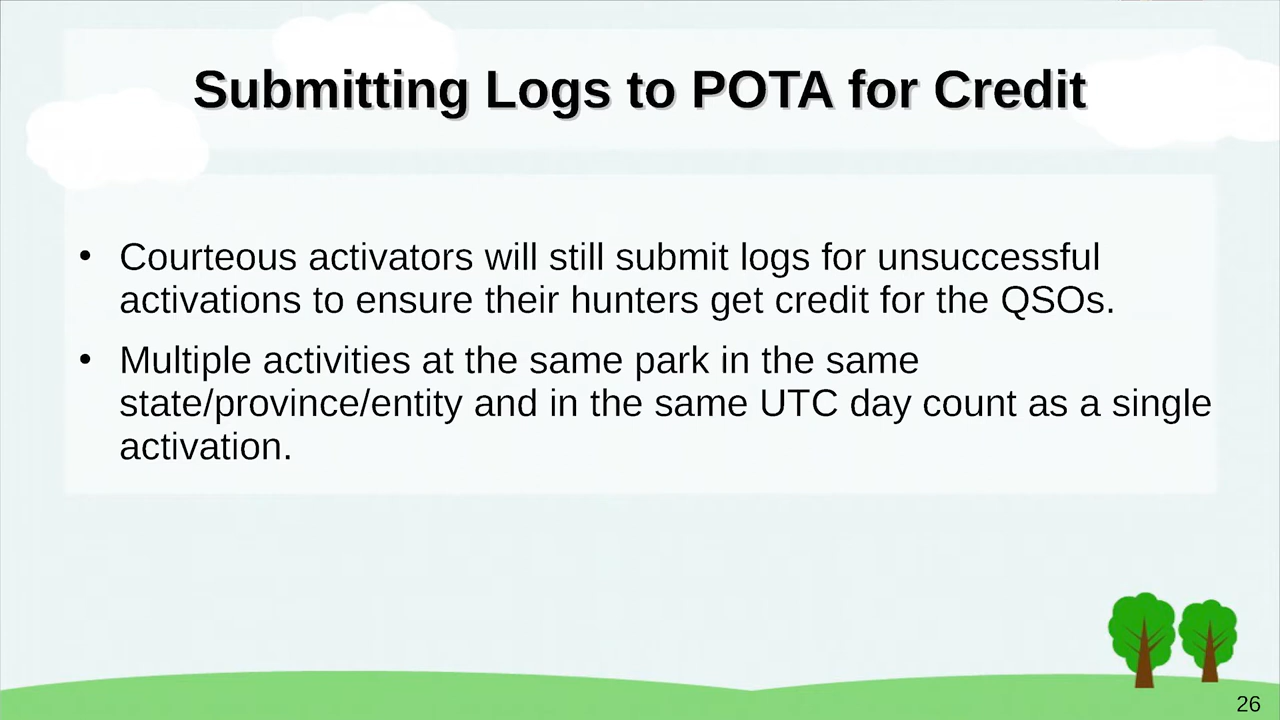 Submitting Logs to POTA for Credit
• Courteous activators will still submit logs for unsuccessful
activations to ensure their hunters get credit for the QSOs.
• Multiple activities at the same park in the same
state/province/entity and in the same UTC day count as a single
activation.
26